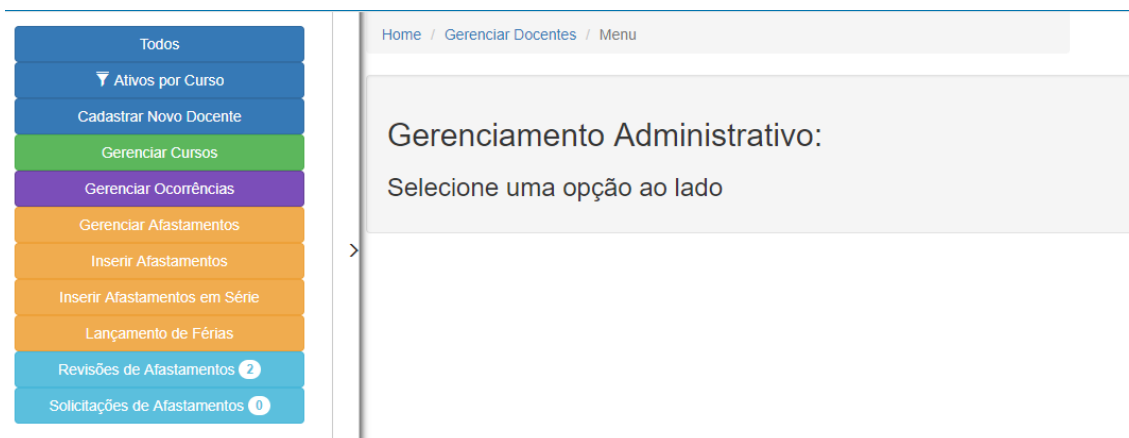 Todos
Ativos por Curso
Cadastrar Novo Docente
Gerenciar Cursos
Gerenciar Ocorrências
Gerenciar Afastamentos
Inserir Afastamentos
Inserir Afastamentos em Série
Lançamento de Férias
Revisões de Afastamentos 2
Solicitações de Afastamentos 0
Home / Gerenciar Docentes / Menu
Gerenciamento Administrativo:
Selecione uma opção ao lado